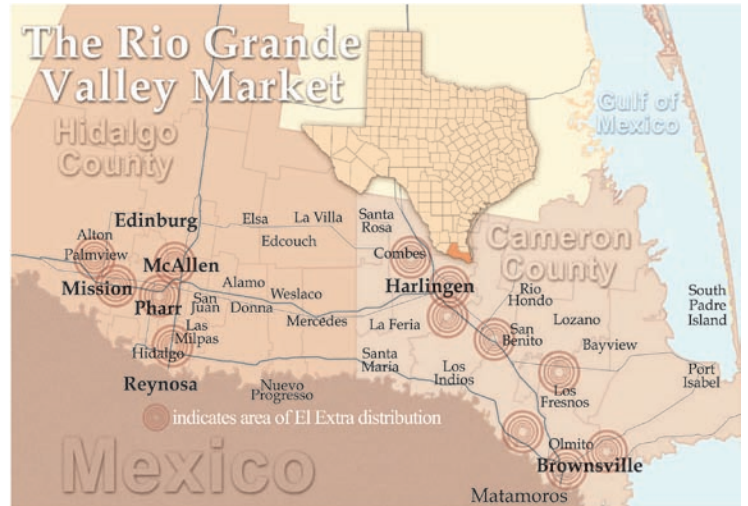 The Rio Grande
Valley Market
Hidalgo
County
Gulf of
Mexico
Edinburg
Elsa
La Villa
Santa
Rosa
Alton
Palmview
Edcouch
Combes
Cameron
County
McAllen
Mission
Pharr
San
Juan
Alamo
Donna
Weslaco
Mercedes
Harlingen
La Feria
Rio
Hondo
Lozano
South
Padre
Island
San
Benito
Bayview
Las
Milpas
Hidalgo
Santa
Maria
Los
Indios
Port
Isabel
Reynosa
Nuevo
Progresso
Los
Fresnos
indicates area of El Extra distribution
Olmito
Brownsville
Mexico
Matamoros